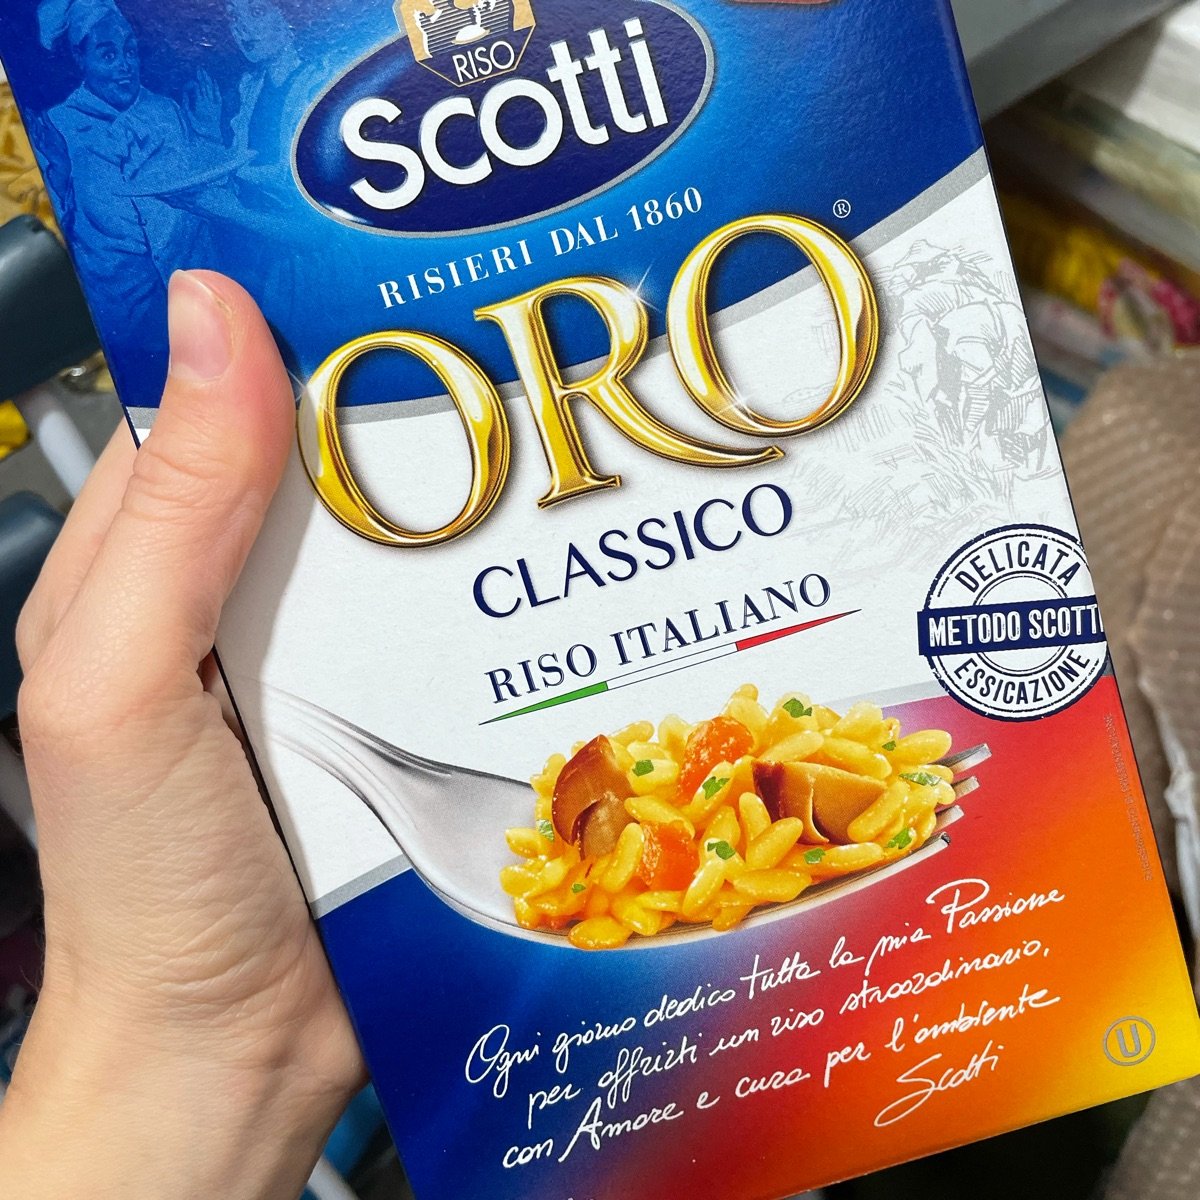 RISO
Scotti
RISIERI DAL 1860
ORO®
CLASSICO
RISO ITALIANO
DELICATA
METODO SCOTTI
ESSICAZIONE
Ogni giorno dedico tutta la mia Passione
per offrirti un riso straordinario,
con Amore e cura per l'ambiente
Scotti
U